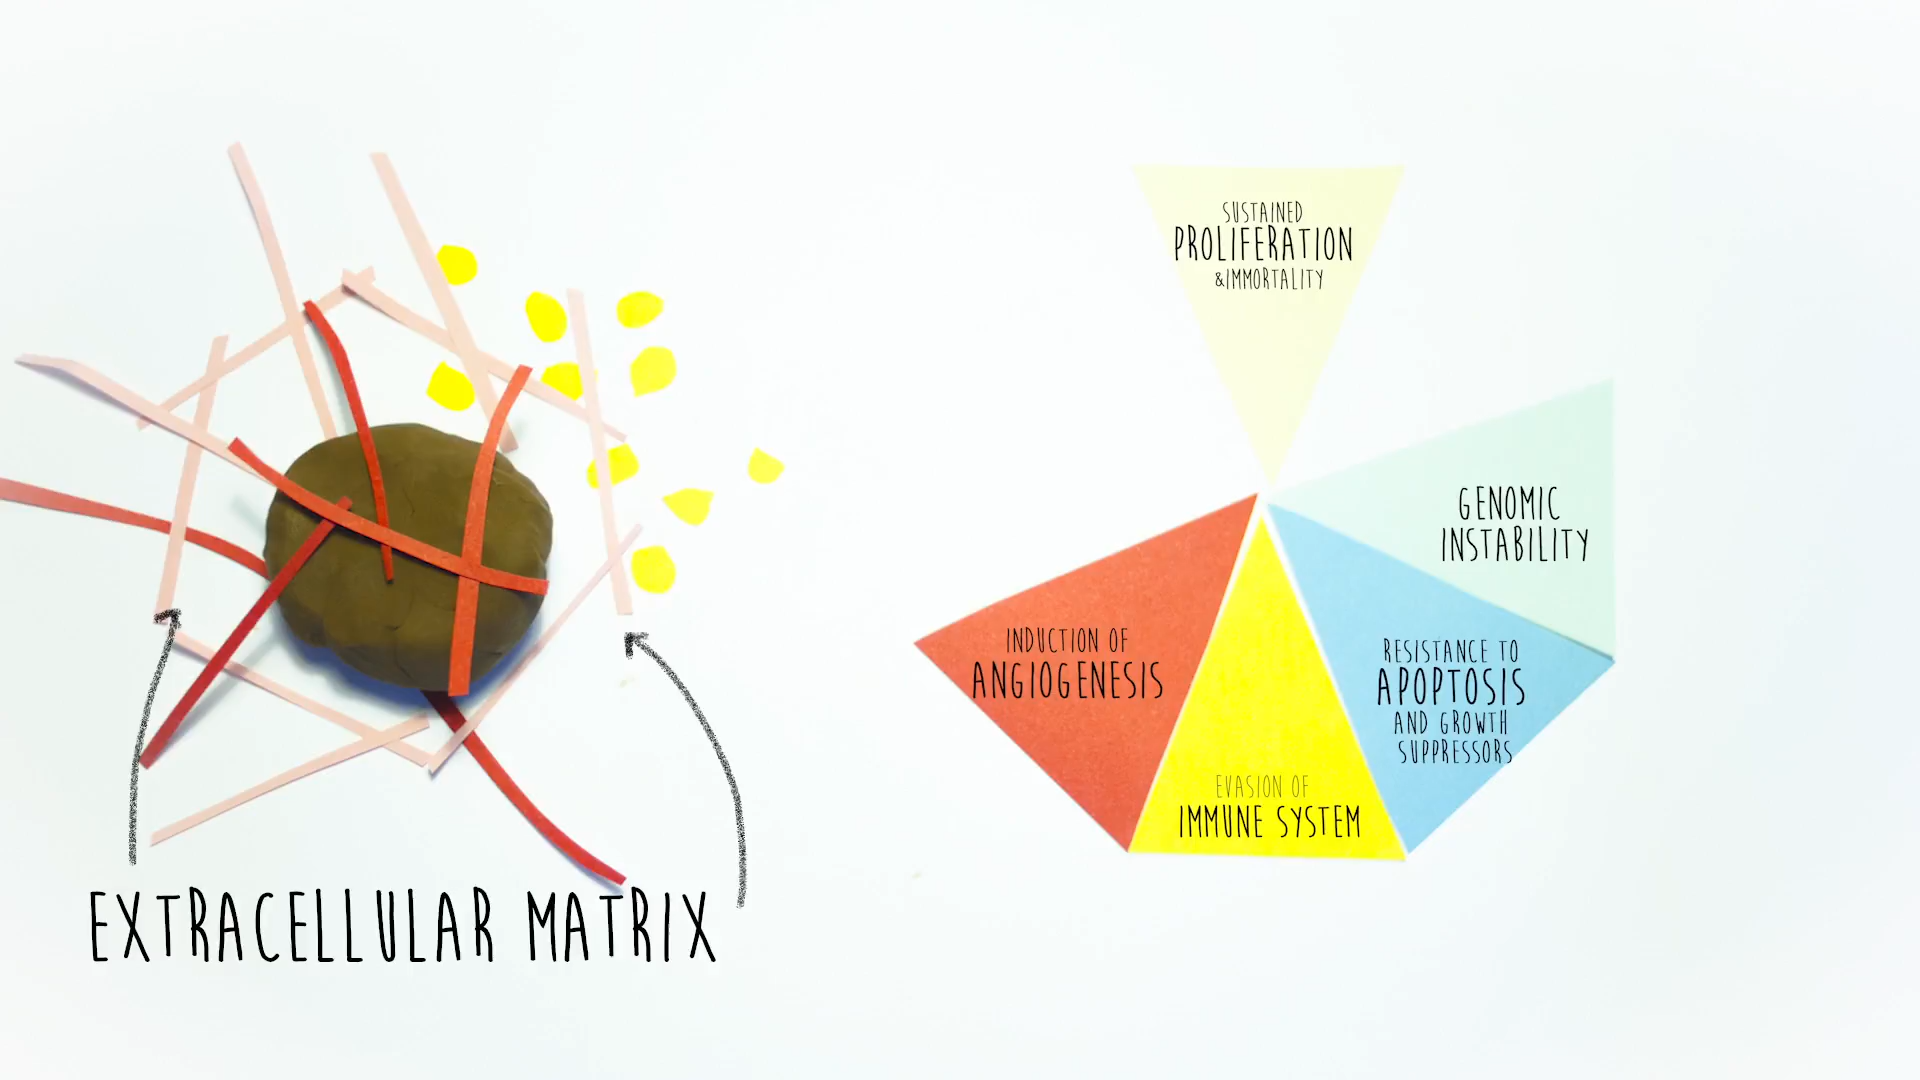 SUSTAINED
PROLIFERATION
&IMMORTALITY
GENOMIC
INSTABILITY
INDUCTION OF
ANGIOGENESIS
RESISTANCE TO
APOPTOSIS
AND GROWTH
SUPPRESSORS
EVASION OF
IMMUNE SYSTEM
EXTRACELLULAR MATRIX